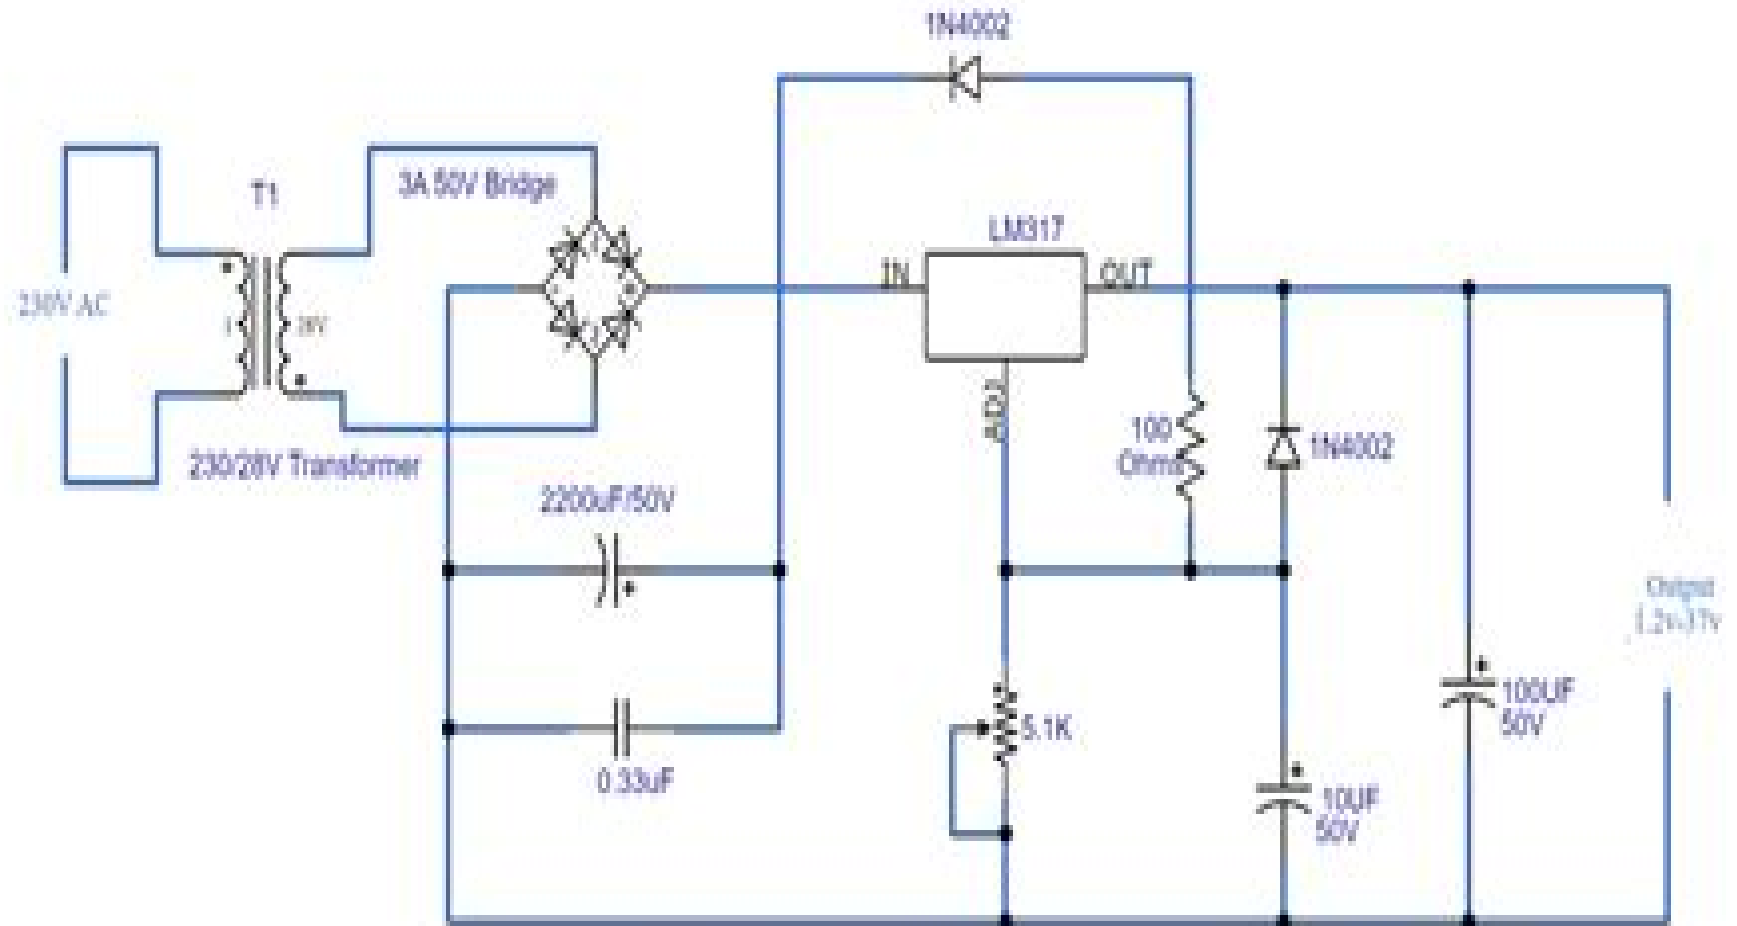 1N4002
3A 50V Bridge
T1
LM317
IN
OUT
230V AC
1
28V
ADJ
100
Ohms
1N4002
230/28V Transformer
2200uF/50V
Output
1.2v-37v
5.1K
100UF
50V
0.33uF
10UF
50V